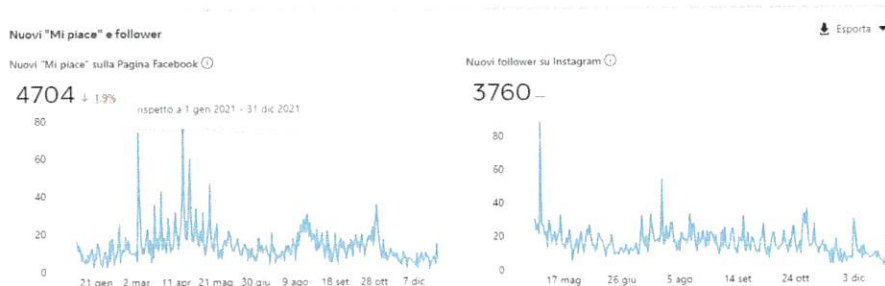 Nuovi "Mi piace" e follower
Esporta
Nuovi "Mi piace" sulla Pagina Facebook
4704 ↓ 1.9%
rispetto a 1 gen 2021 - 31 dic 2021
80
60
40
20
0
21 gen 2 mar 11 apr 21 mag 30 giu 9 ago 18 set 28 ott 7 dic
Nuovi follower su Instagram
3760 --
80
60
40
20
0
17 mag 26 giu 5 ago 14 set 24 ott 3 dic